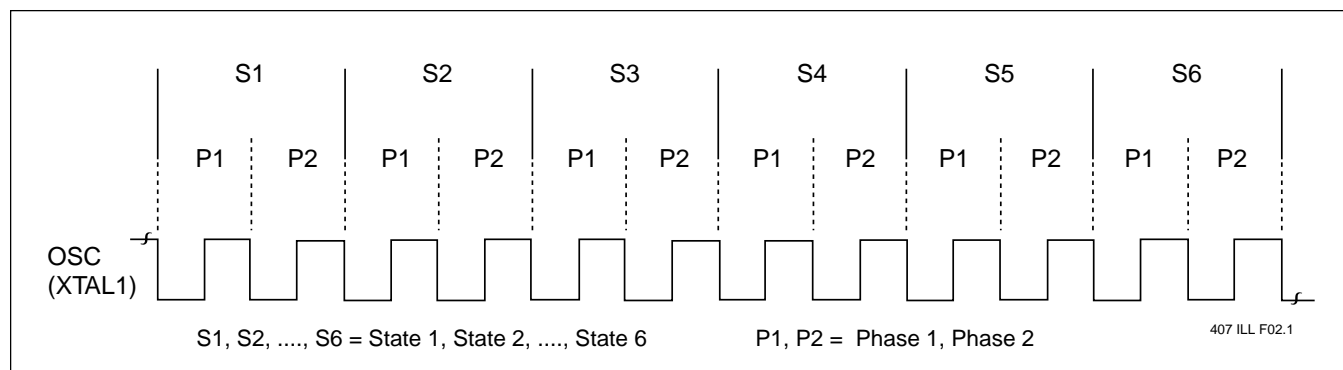 S1 S2 S3 S4 S5 S6
P1 P2 P1 P2 P1 P2 P1 P2 P1 P2 P1 P2
OSC
(XTAL1)
S1, S2, ...., S6 = State 1, State 2, ...., State 6 P1, P2 = Phase 1, Phase 2
407 ILL F02.1